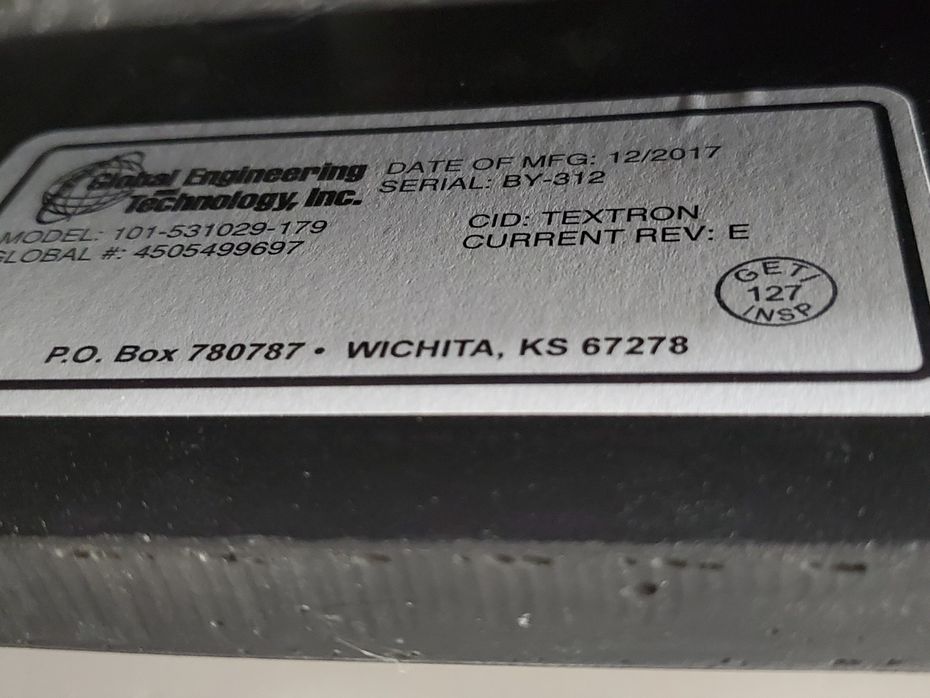 Global Engineering
Technology, Inc.
DATE OF MFG: 12/2017
SERIAL: BY-312
MODEL: 101-531029-179
GLOBAL #: 4505499697
CID: TEXTRON
CURRENT REV: E
GETI
127
INSP
P.O. Box 780787 • WICHITA, KS 67278